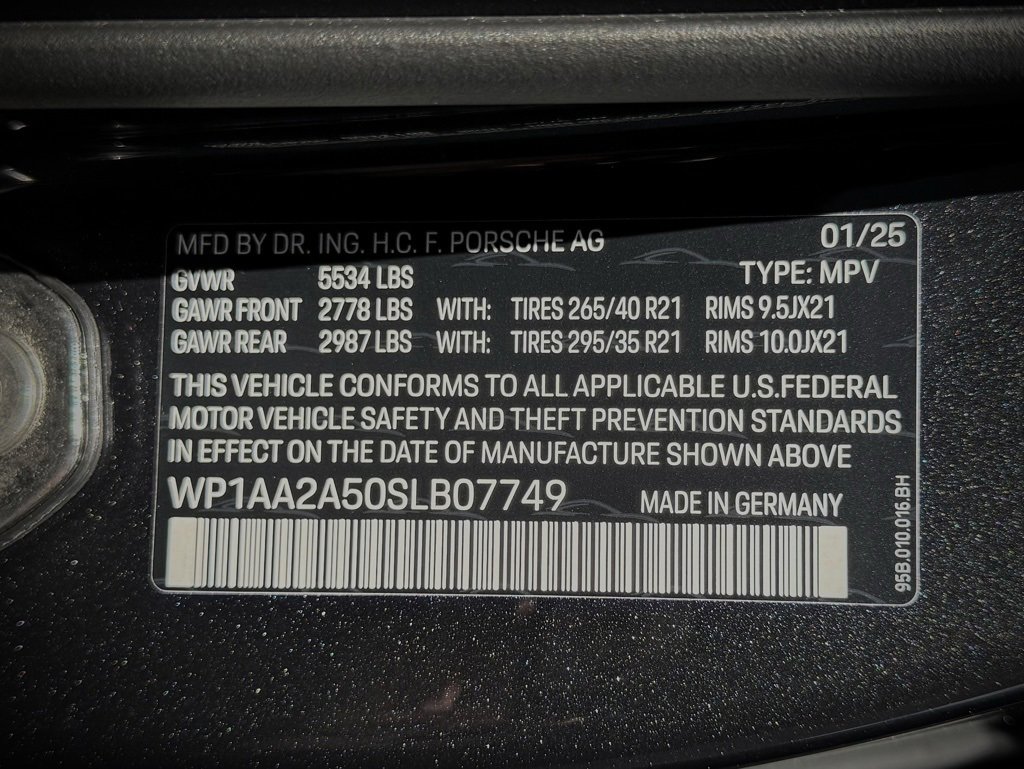 MFD BY DR. ING. H.C. F. PORSCHE AG 01/25
GVWR 5534 LBS TYPE: MPV
GAWR FRONT 2778 LBS WITH: TIRES 265/40 R21 RIMS 9.5JX21
GAWR REAR 2987 LBS WITH: TIRES 295/35 R21 RIMS 10.0JX21
THIS VEHICLE CONFORMS TO ALL APPLICABLE U.S.FEDERAL
MOTOR VEHICLE SAFETY AND THEFT PREVENTION STANDARDS
IN EFFECT ON THE DATE OF MANUFACTURE SHOWN ABOVE
WP1AA2A50SLB07749 MADE IN GERMANY
95B.010.016.BH